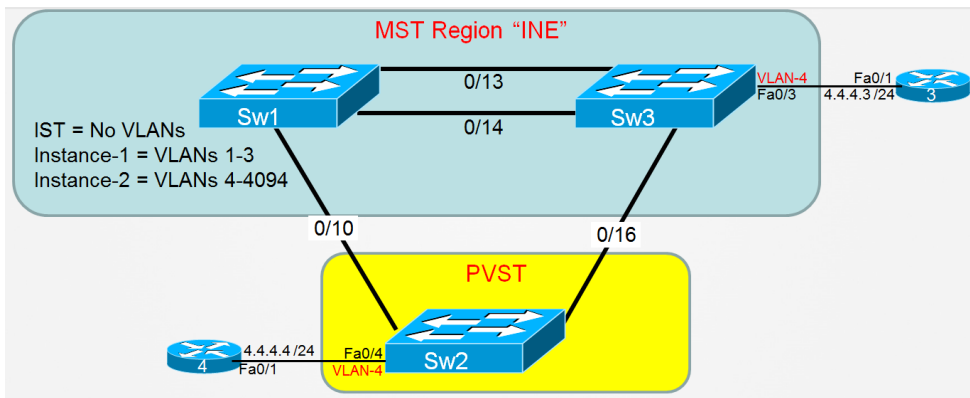 MST Region “INE”
0/13
Sw1
Sw3
0/14
VLAN-4
Fa0/3
Fa0/1
4.4.4.3 /24
3
IST = No VLANs
Instance-1 = VLANs 1-3
Instance-2 = VLANs 4-4094
0/10
0/16
PVST
4.4.4.4 /24
Fa0/1
4
Fa0/4
VLAN-4
Sw2